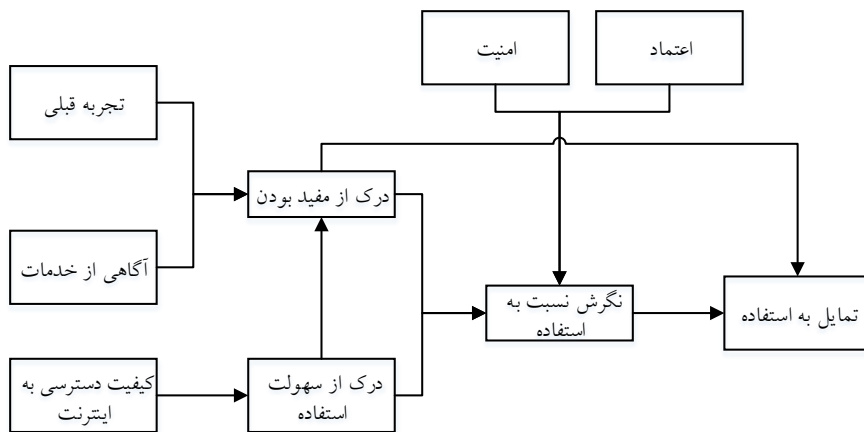 اعتماد
امنیت
تجربه قبلی
درک از مفید بودن
آگاهی از خدمات
نگرش نسبت به
استفاده
تمایل به استفاده
درک از سهولت
استفاده
کیفیت دسترسی به
اینترنت